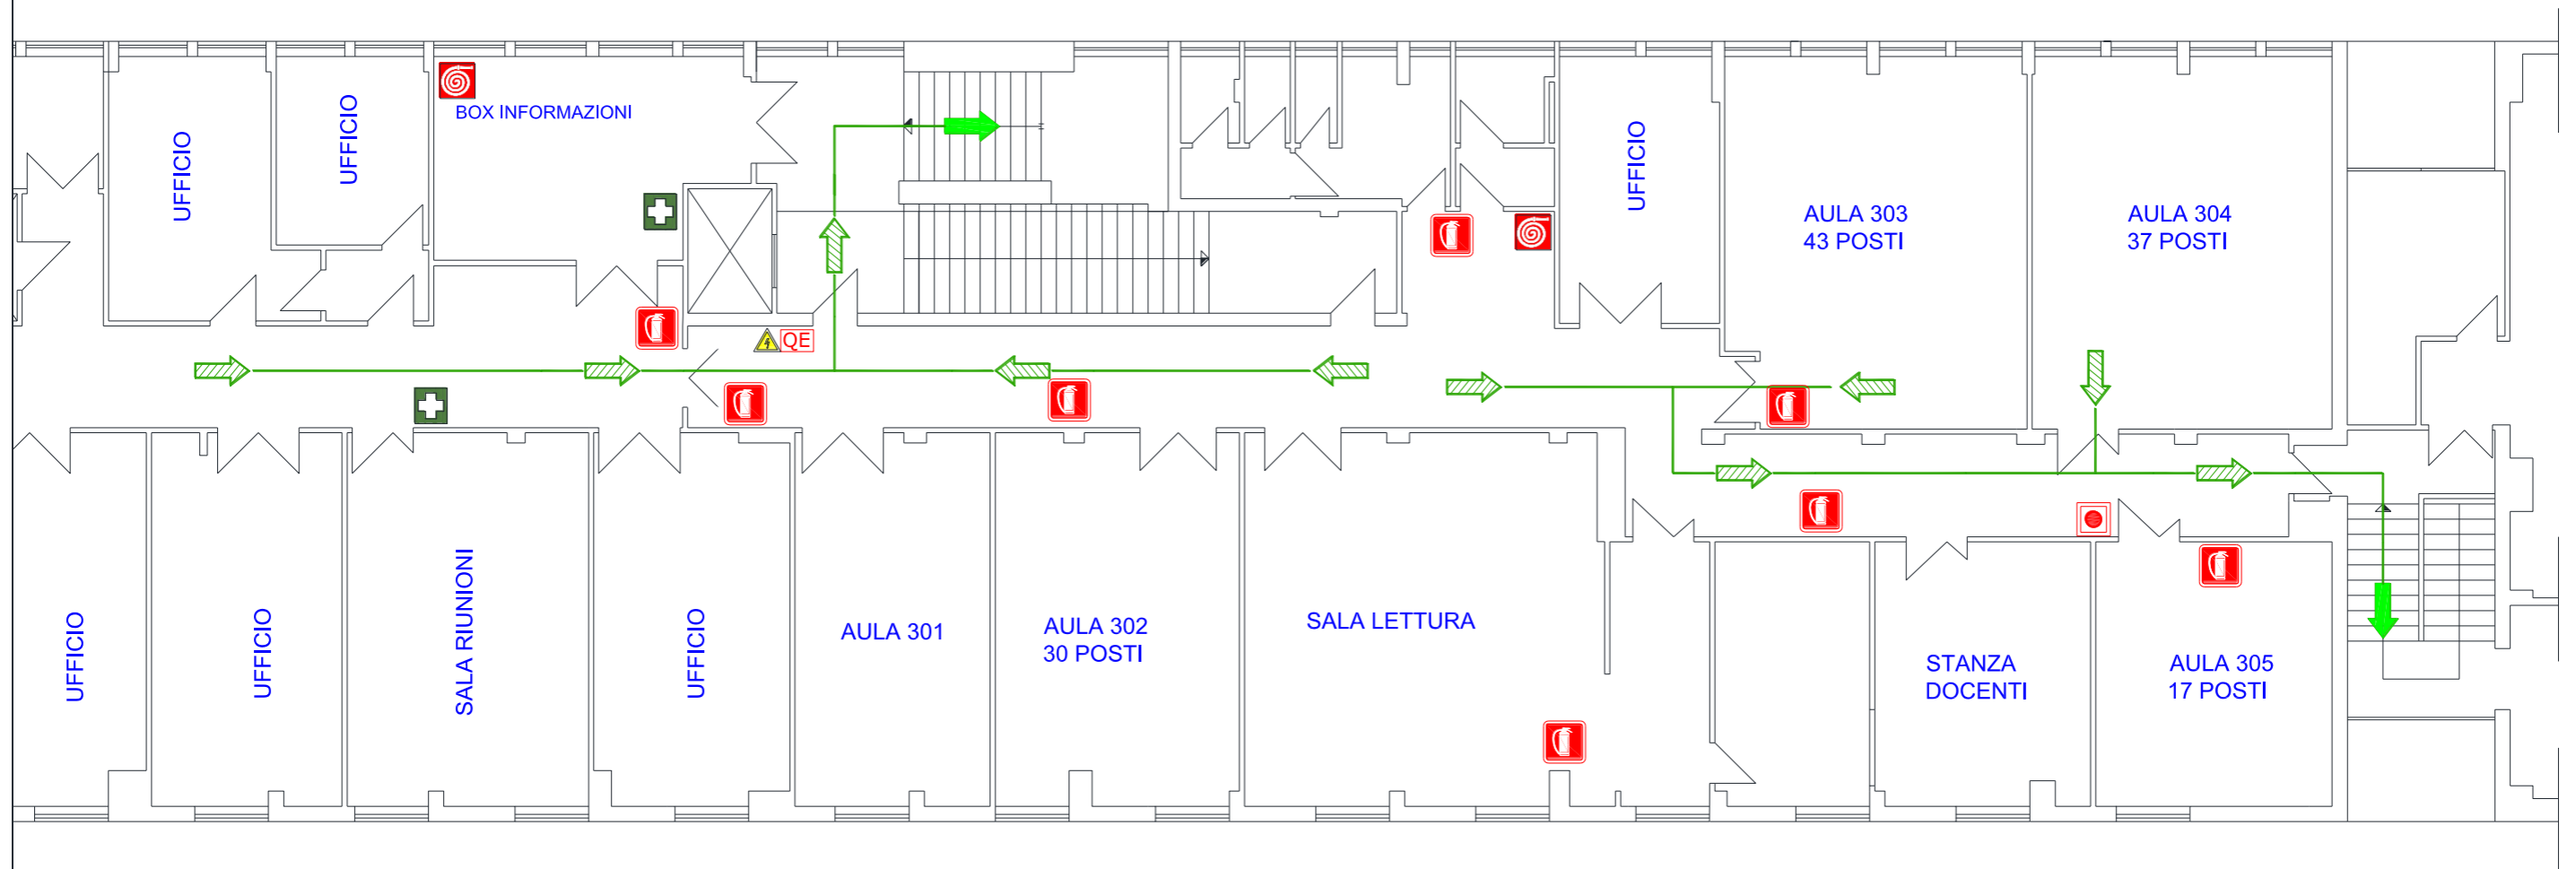 UFFICIO
UFFICIO
BOX INFORMAZIONI
UFFICIO
AULA 303
43 POSTI
AULA 304
37 POSTI
QE
UFFICIO
UFFICIO
SALA RIUNIONI
UFFICIO
AULA 301
AULA 302
30 POSTI
SALA LETTURA
STANZA
DOCENTI
AULA 305
17 POSTI